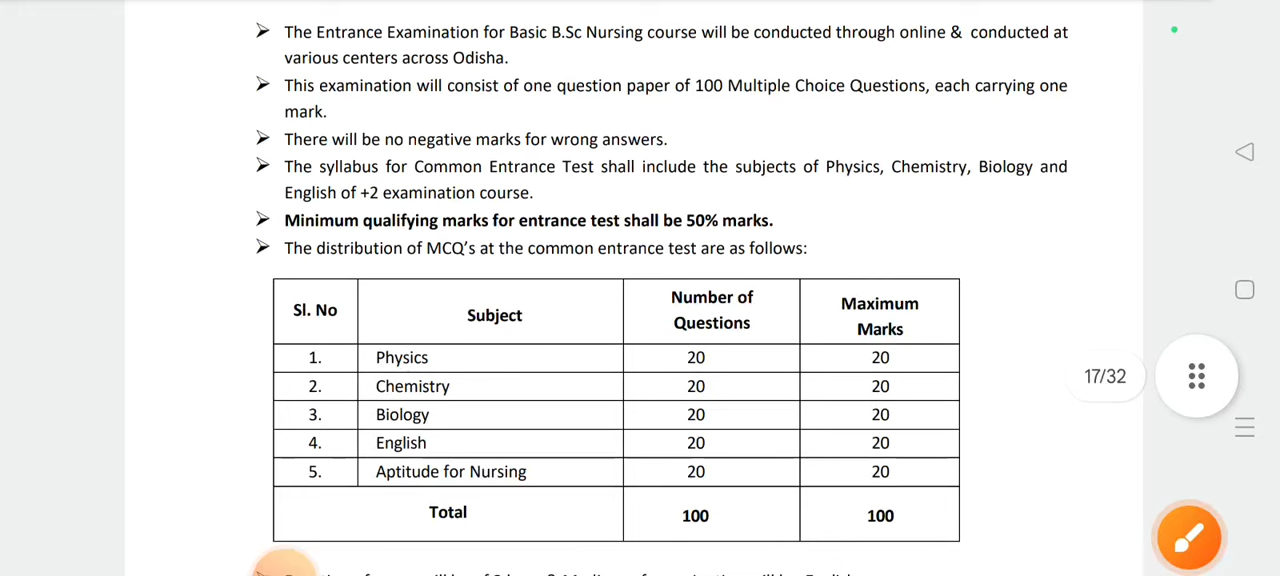 ➢ The Entrance Examination for Basic B.Sc Nursing course will be conducted through online & conducted at
various centers across Odisha.
➢ This examination will consist of one question paper of 100 Multiple Choice Questions, each carrying one
mark.
➢ There will be no negative marks for wrong answers.
➢ The syllabus for Common Entrance Test shall include the subjects of Physics, Chemistry, Biology and
English of +2 examination course.
➢ Minimum qualifying marks for entrance test shall be 50% marks.
➢ The distribution of MCQ's at the common entrance test are as follows:
Sl. No Subject Number of Questions Maximum Marks
1. Physics 20 20
2. Chemistry 20 20
3. Biology 20 20
4. English 20 20
5. Aptitude for Nursing 20 20
Total 100 100
17/32